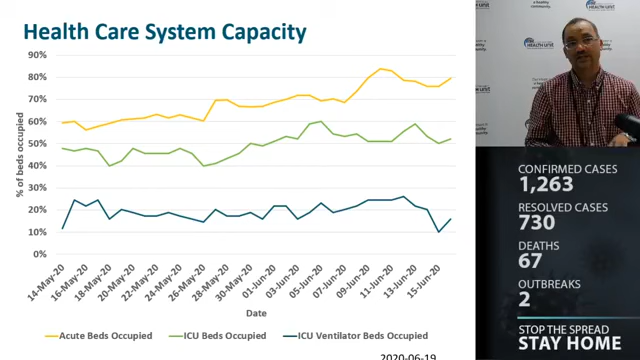 Health Care System Capacity
90%
80%
70%
60%
50%
40%
30%
20%
10%
0%
% of beds occupied
14-May-20
16-May-20
18-May-20
20-May-20
22-May-20
24-May-20
26-May-20
28-May-20
30-May-20
01-Jun-20
03-Jun-20
05-Jun-20
07-Jun-20
09-Jun-20
11-Jun-20
13-Jun-20
15-Jun-20
Date
Acute Beds Occupied
ICU Beds Occupied
ICU Ventilator Beds Occupied
2020-06-19
HEALTH UNIT
CONFIRMED CASES
1,263
RESOLVED CASES
730
DEATHS
67
OUTBREAKS
2
STOP THE SPREAD
STAY HOME